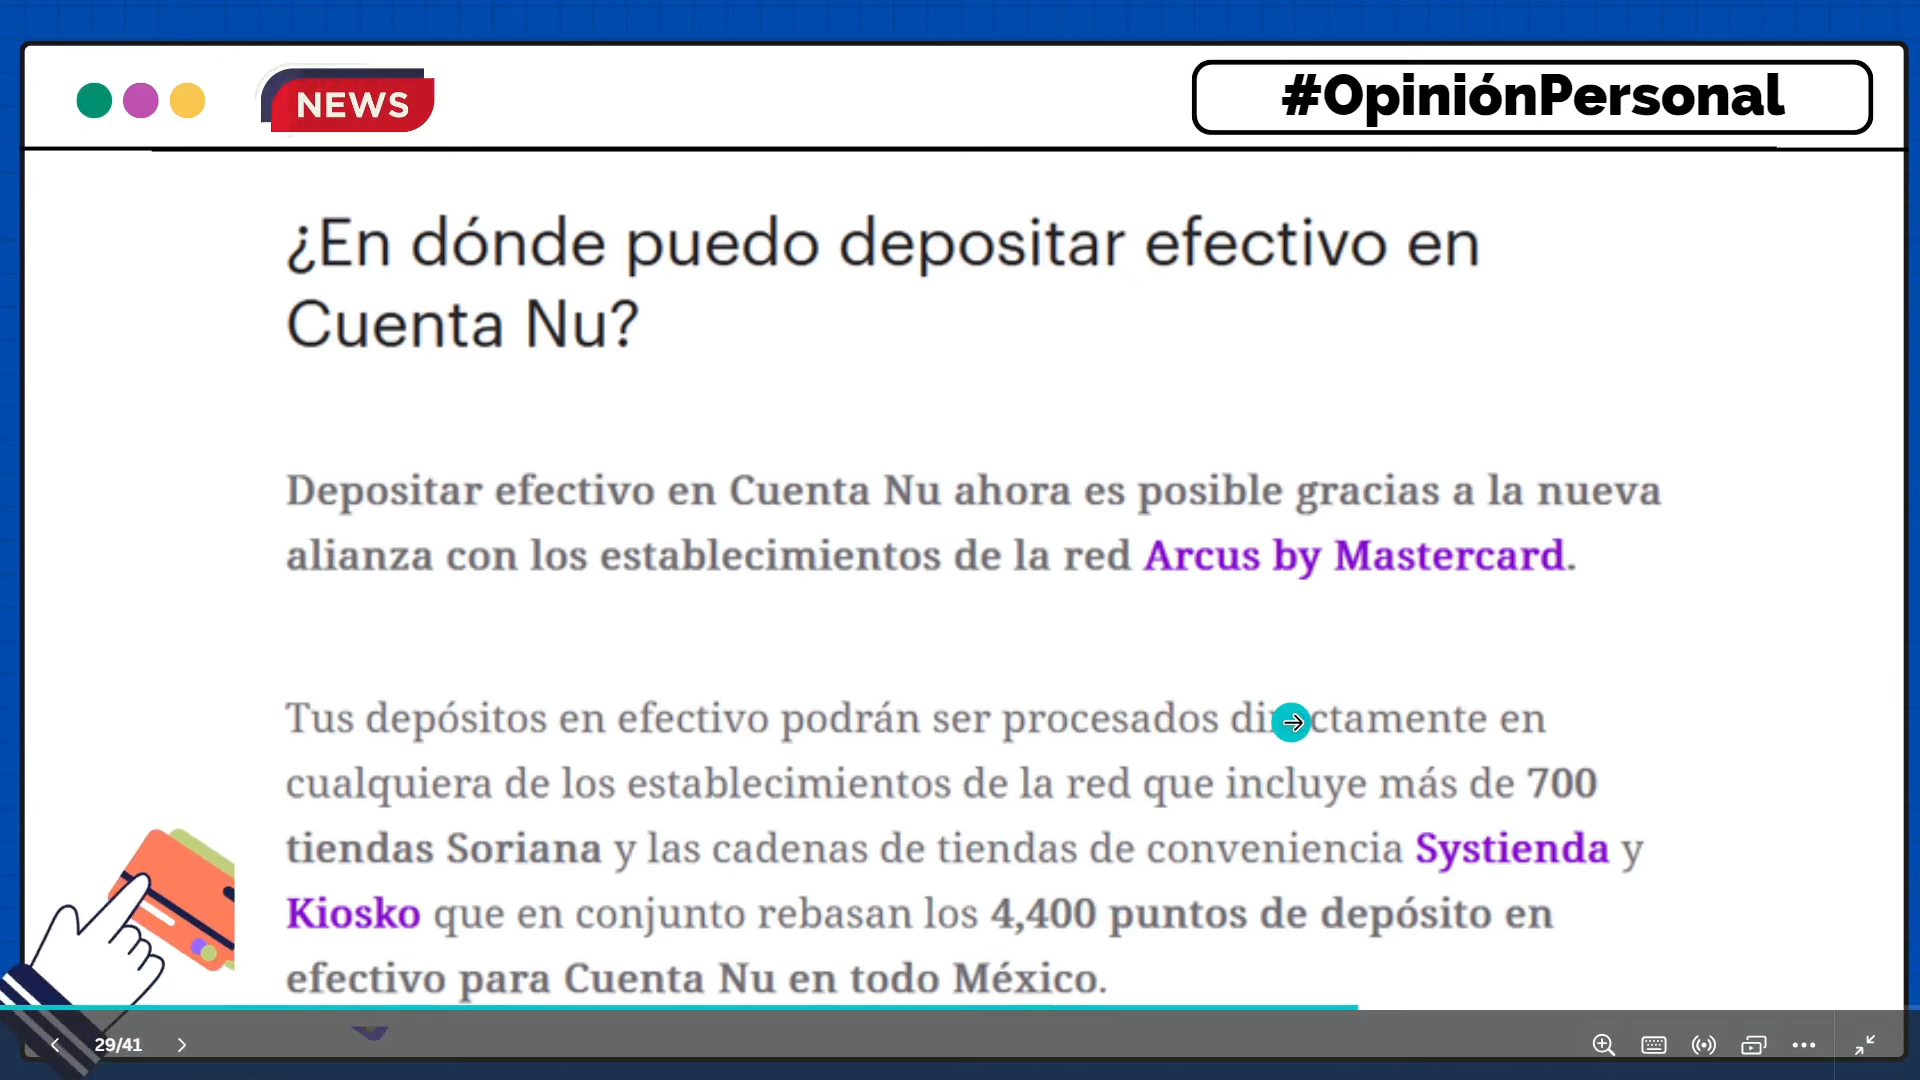 NEWS
#OpiniónPersonal
¿En dónde puedo depositar efectivo en
Cuenta Nu?
Depositar efectivo en Cuenta Nu ahora es posible gracias a la nueva
alianza con los establecimientos de la red Arcus by Mastercard.
Tus depósitos en efectivo podrán ser procesados directamente en
cualquiera de los establecimientos de la red que incluye más de 700
tiendas Soriana y las cadenas de tiendas de conveniencia Systienda y
Kiosko que en conjunto rebasan los 4,400 puntos de depósito en
efectivo para Cuenta Nu en todo México.
29/41